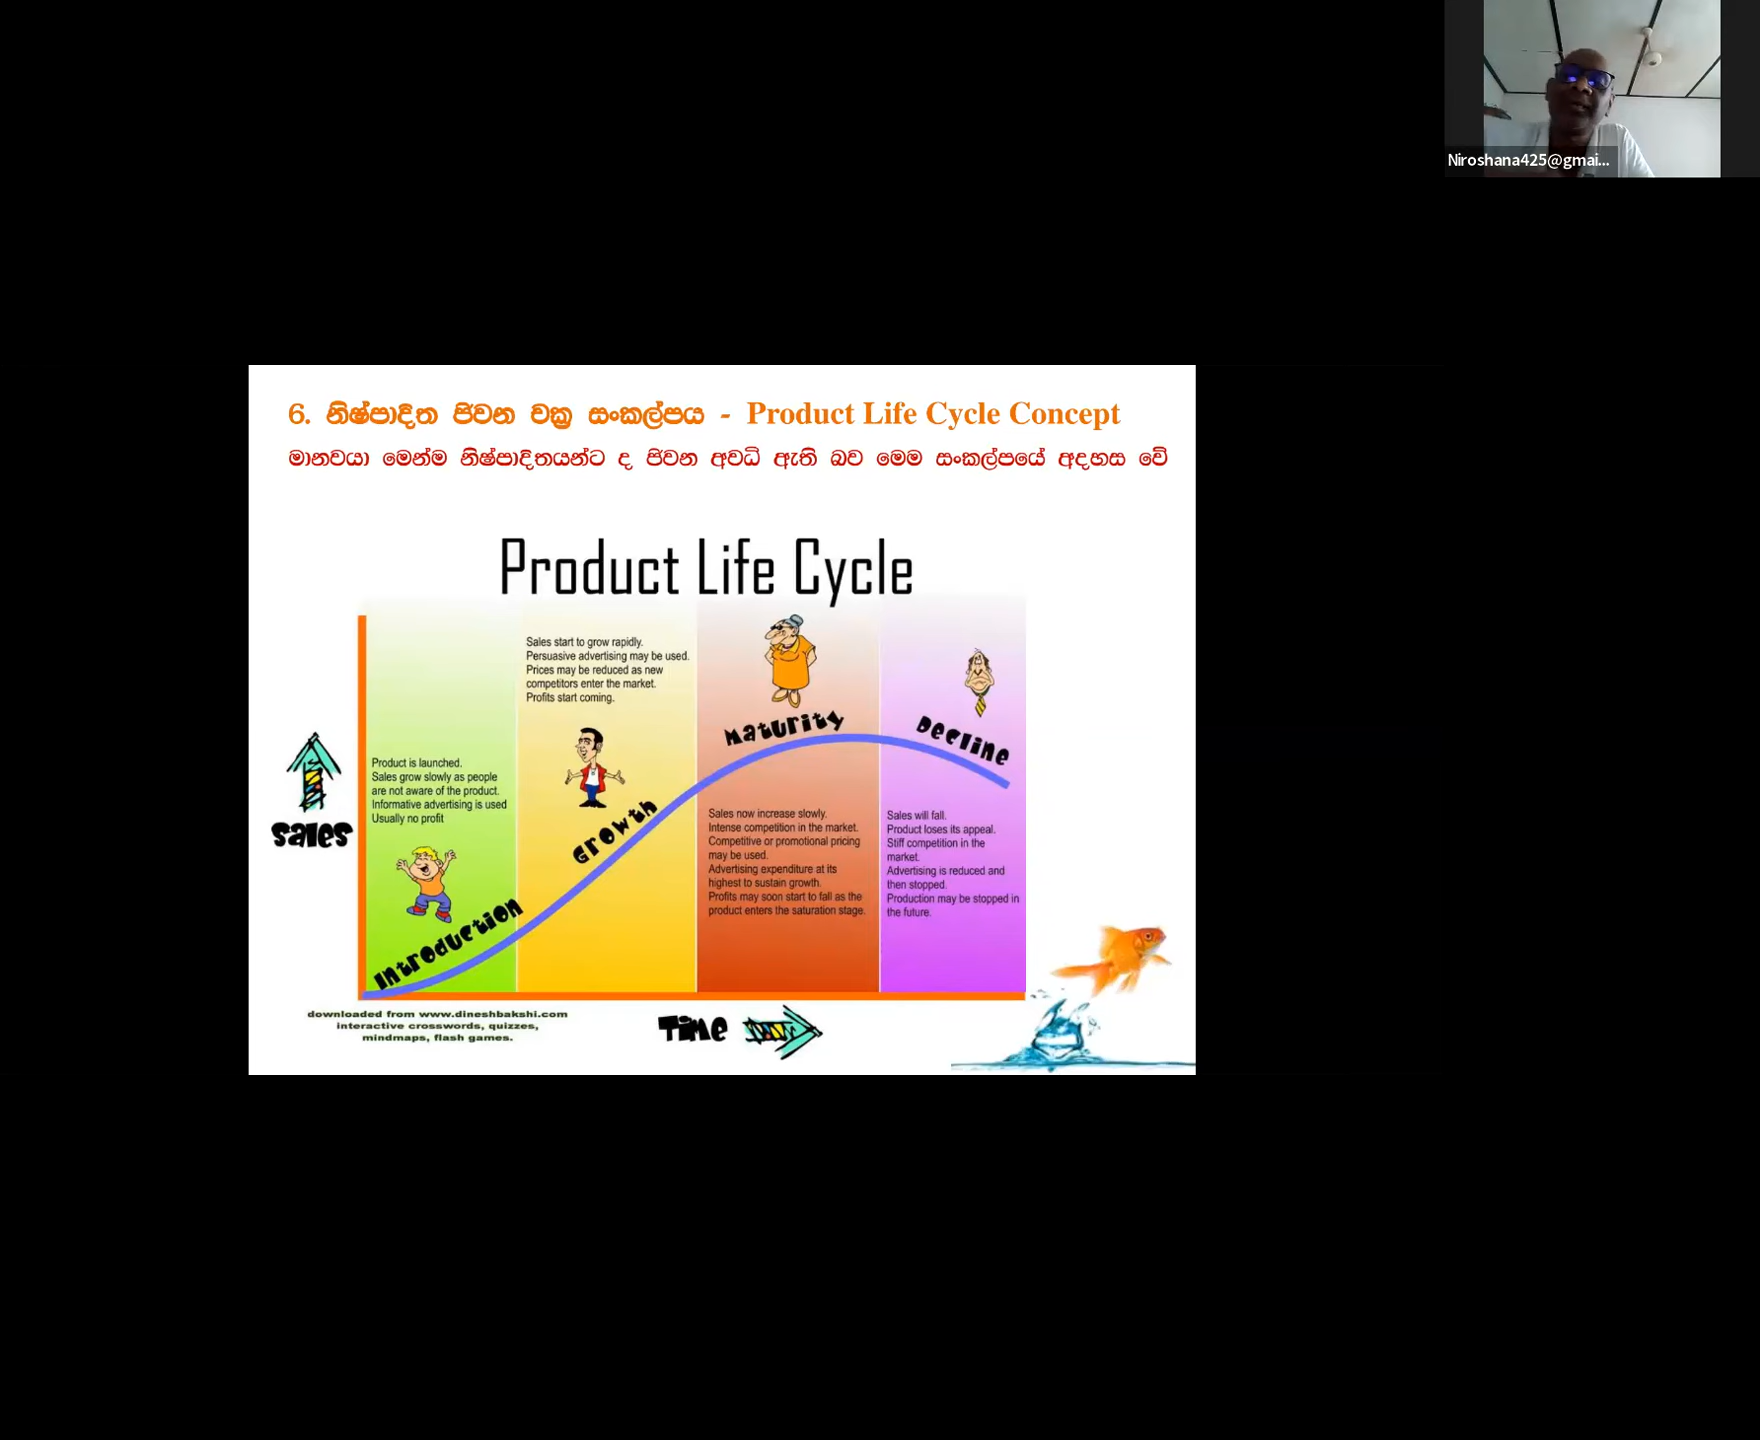 Niroshana425@gmai...
6. නිෂ්පාදිත ජීවන චක්‍ර සංකල්පය - Product Life Cycle Concept
මානවයා මෙන්ම නිෂ්පාදිතයන්ට ද ජීවන අවධි ඇති බව මෙම සංකල්පයේ අදහස වේ
Product Life Cycle
Sales start to grow rapidly.
Persuasive advertising may be used.
Prices may be reduced as new
competitors enter the market.
Profits start coming.
Maturity
Decline
Product is launched.
Sales grow slowly as people
are not aware of the product.
Informative advertising is used
Usually no profit
Sales
Growth
Sales now increase slowly.
Intense competition in the market.
Competitive or promotional pricing
may be used.
Advertising expenditure at its
highest to sustain growth.
Profits may soon start to fall as the
product enters the saturation stage.
Sales will fall.
Product loses its appeal.
Stiff competition in the
market.
Advertising is reduced and
then stopped.
Production may be stopped in
the future.
Introduction
downloaded from www.dineshbakshi.com
interactive crosswords, quizzes,
mindmaps, flash games.
Time